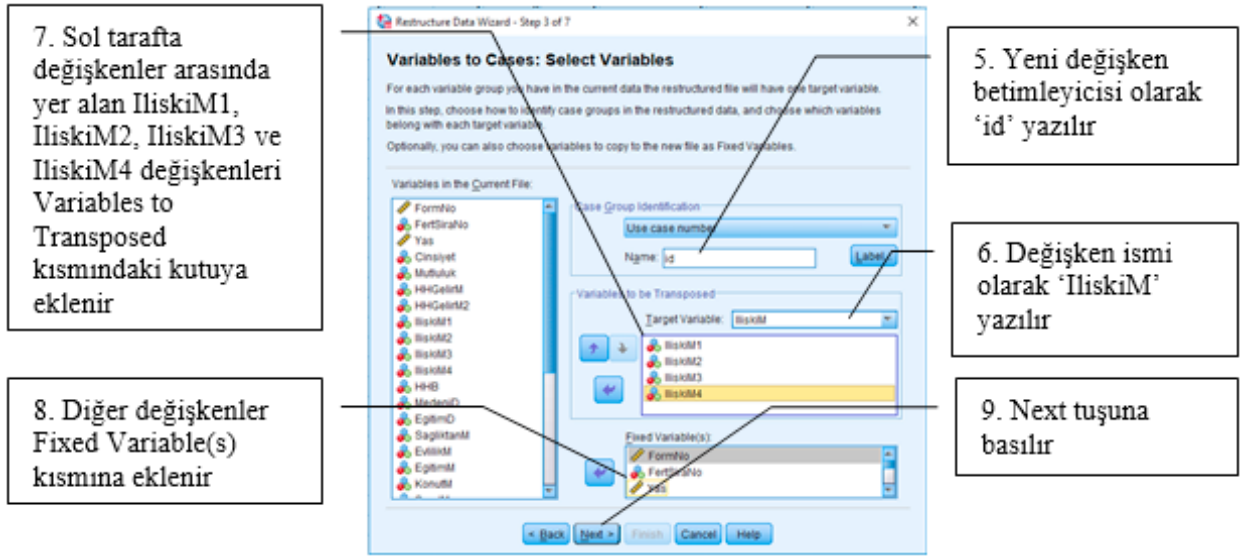 7. Sol tarafta
değişkenler arasında
yer alan IliskiM1,
IliskiM2, IliskiM3 ve
IliskiM4 değişkenleri
Variables to
Transposed
kısmındaki kutuya
eklenir
8. Diğer değişkenler
Fixed Variable(s)
kısmına eklenir
Restructure Data Wizard - Step 3 of 7
Variables to Cases: Select Variables
For each variable group you have in the current data the restructured file will have one target variable.
In this step, choose how to identify case groups in the restructured data, and choose which variables
belong with each target variable.
Optionally, you can also choose variables to copy to the new file as Fixed Variables.
Variables in the Current File:
FormNo
FertSiraNo
Yas
Cinsiyet
Mutluluk
HHGelirM
HHGelirM2
IliskiM1
IliskiM2
IliskiM3
IliskiM4
HHB
MedeniD
EgitimD
SagliktanM
EvlilikM
EgitimM
KonutM
Case Group Identification
Use case number
Name: id
Label...
Variables to be Transposed
Target Variable: IliskiM
IliskiM1
IliskiM2
IliskiM3
IliskiM4
Fixed Variable(s):
FormNo
FertSiraNo
Yas
< Back Next > Finish Cancel Help
5. Yeni değişken
betimleyicisi olarak
‘id’ yazılır
6. Değişken ismi
olarak ‘IliskiM’
yazılır
9. Next tuşuna
basılır